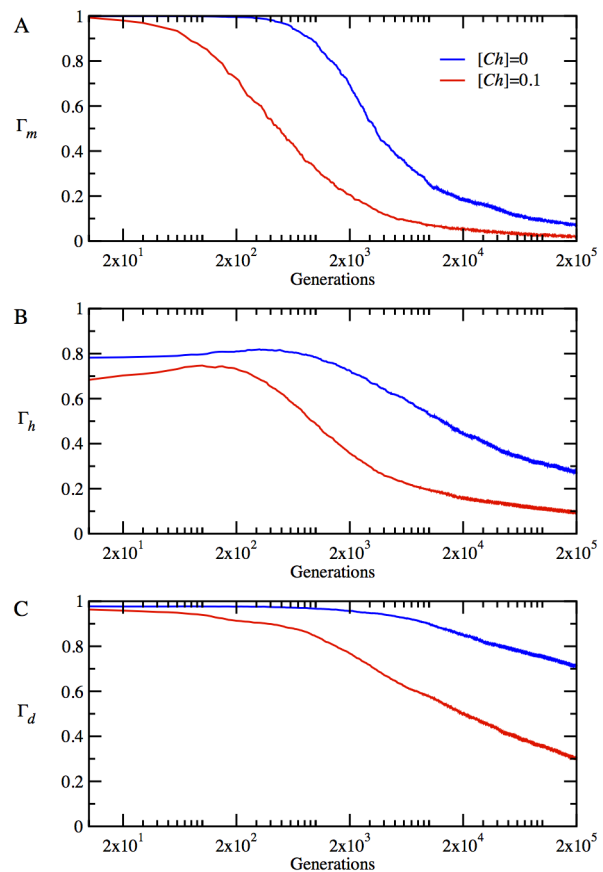 A
1
0.8
0.6
0.4
0.2
0
Γm
[Ch]=0
[Ch]=0.1
2x10¹ 2x10² 2x10³ 2x10⁴ 2x10⁵
Generations
B
1
0.8
0.6
0.4
0.2
0
Γh
2x10¹ 2x10² 2x10³ 2x10⁴ 2x10⁵
Generations
C
1
0.8
0.6
0.4
0.2
0
Γd
2x10¹ 2x10² 2x10³ 2x10⁴ 2x10⁵
Generations